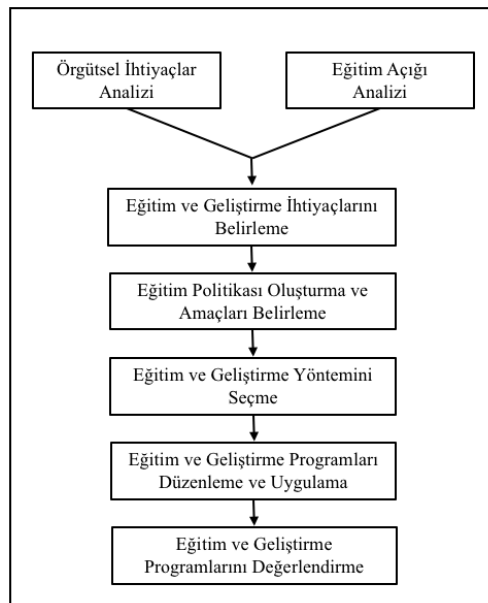 Örgütsel İhtiyaçlar
Analizi
Eğitim Açığı
Analizi
Eğitim ve Geliştirme İhtiyaçlarını
Belirleme
Eğitim Politikası Oluşturma ve
Amaçları Belirleme
Eğitim ve Geliştirme Yöntemini
Seçme
Eğitim ve Geliştirme Programları
Düzenleme ve Uygulama
Eğitim ve Geliştirme
Programlarını Değerlendirme